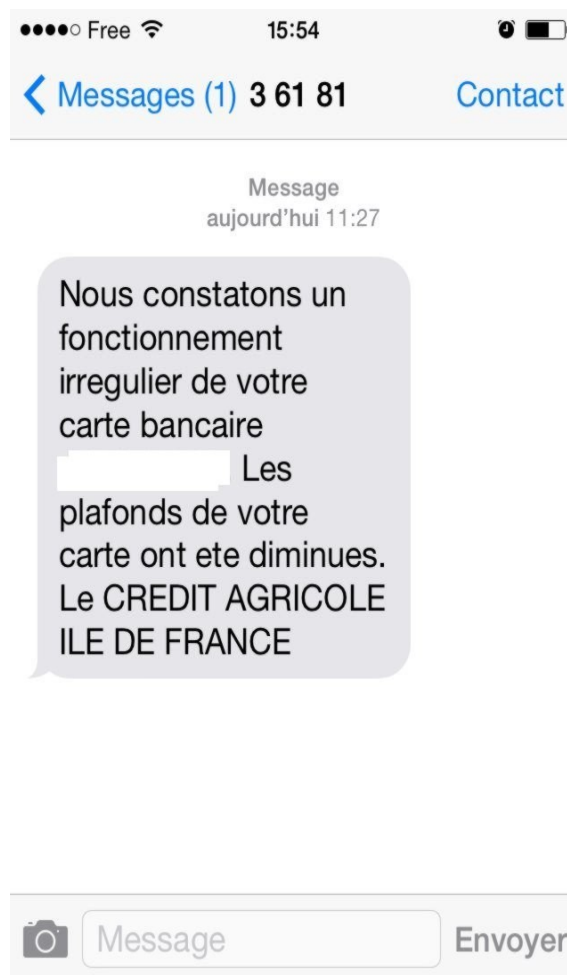 Free 15:54
Messages (1) 3 61 81 Contact
Message
aujourd'hui 11:27
Nous constatons un
fonctionnement
irregulier de votre
carte bancaire
Les
plafonds de votre
carte ont ete diminues.
Le CREDIT AGRICOLE
ILE DE FRANCE
Message Envoyer